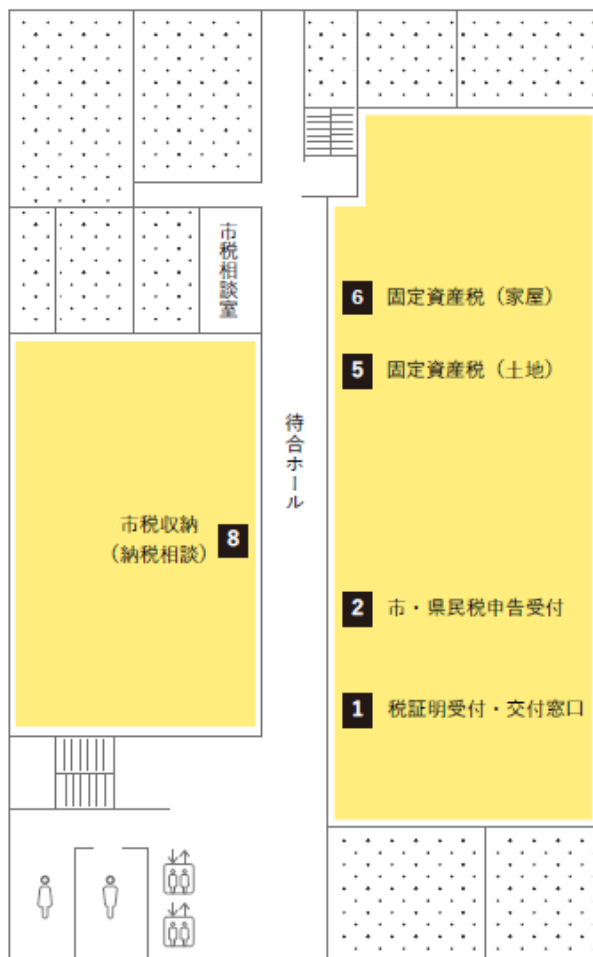 市税相談室
6 固定資産税（家屋）
5 固定資産税（土地）
待合ホール
市税収納
（納税相談）
8
2 市・県民税申告受付
1 税証明受付・交付窓口